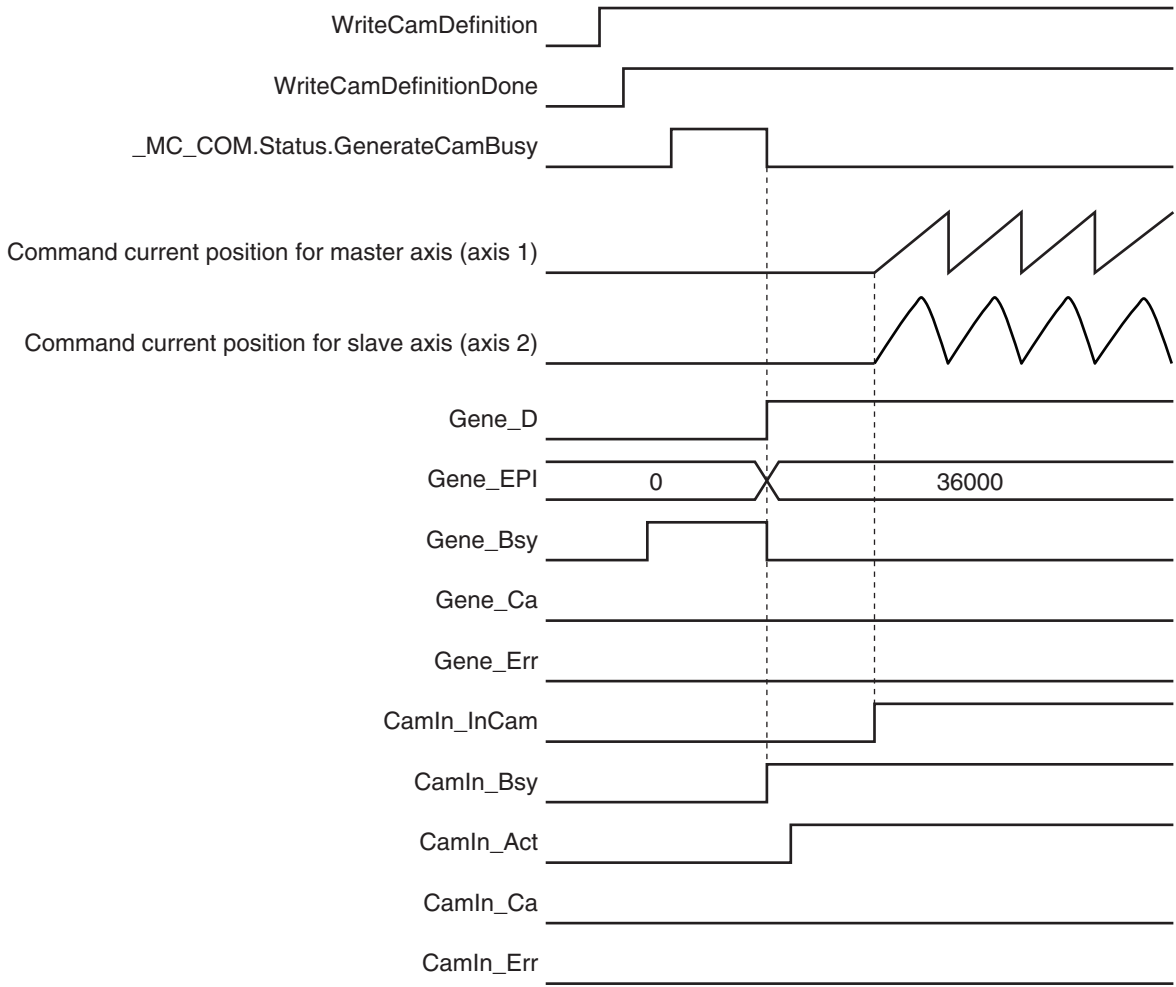 WriteCamDefinition
WriteCamDefinitionDone
_MC_COM.Status.GenerateCamBusy
Command current position for master axis (axis 1)
Command current position for slave axis (axis 2)
Gene_D
Gene_EPI
0
36000
Gene_Bsy
Gene_Ca
Gene_Err
CamIn_InCam
CamIn_Bsy
CamIn_Act
CamIn_Ca
CamIn_Err